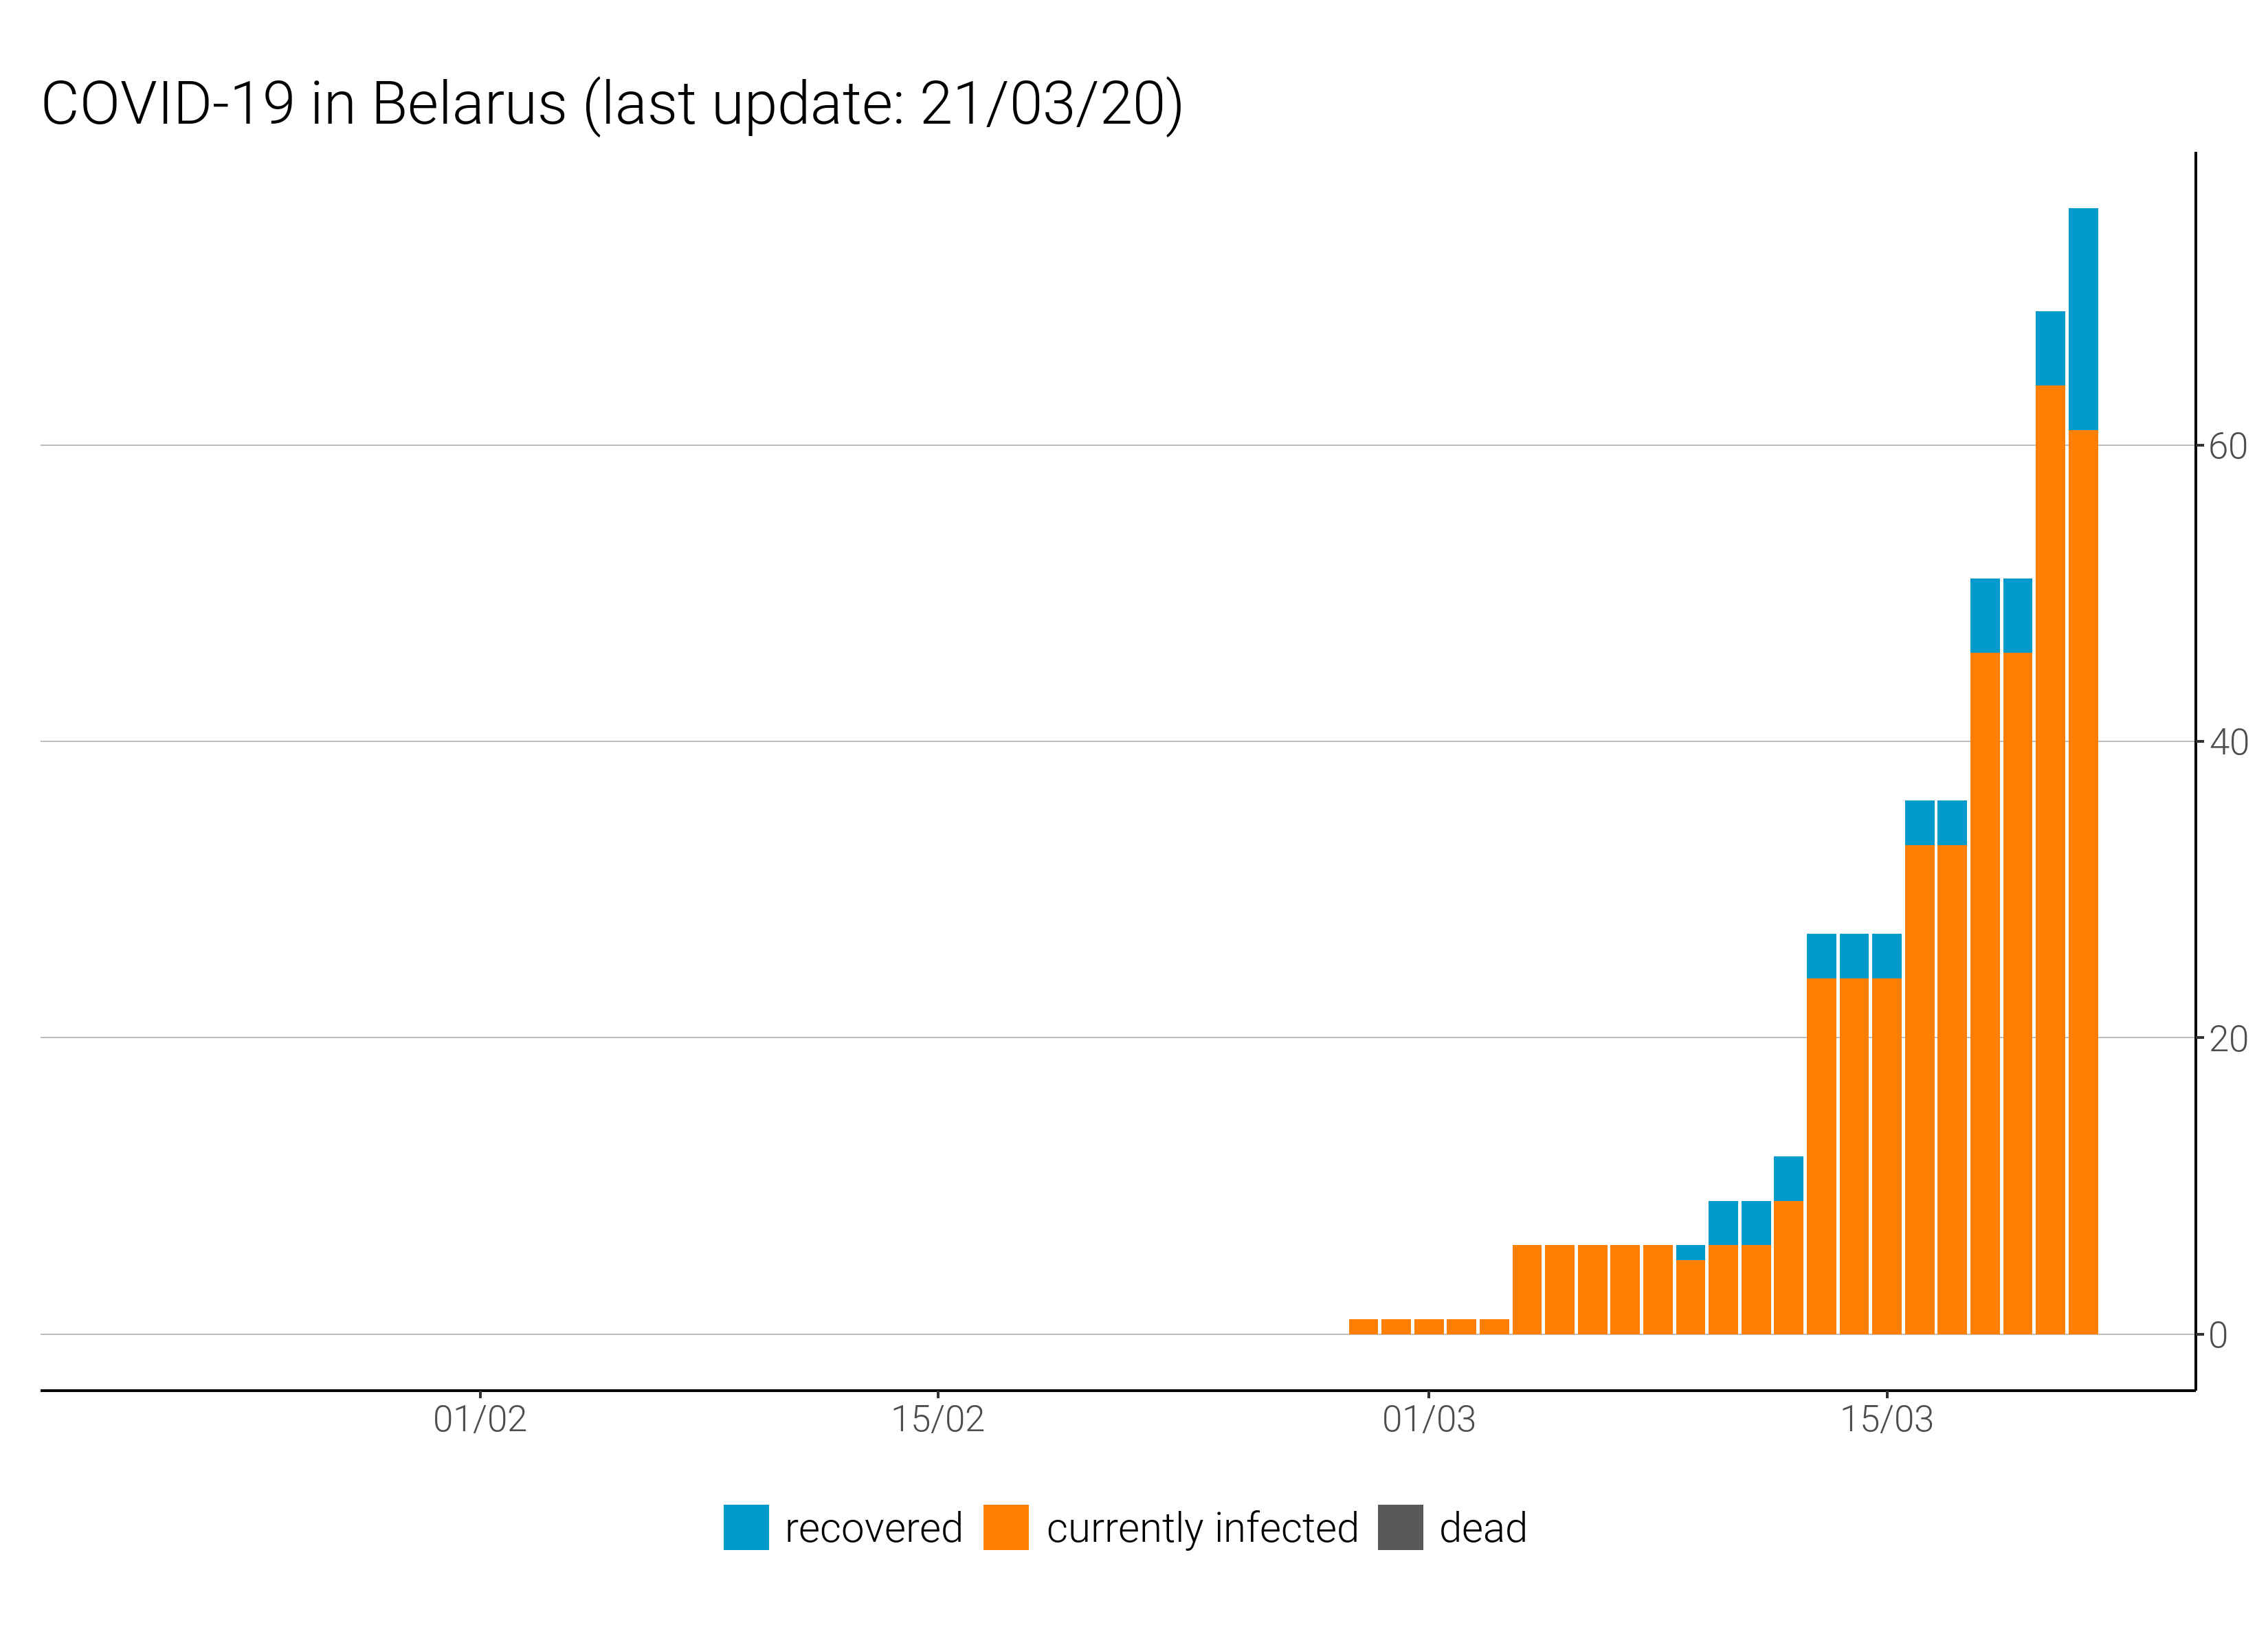 COVID-19 in Belarus (last update: 21/03/20)
60
40
20
0
01/02 15/02 01/03 15/03
recovered currently infected dead